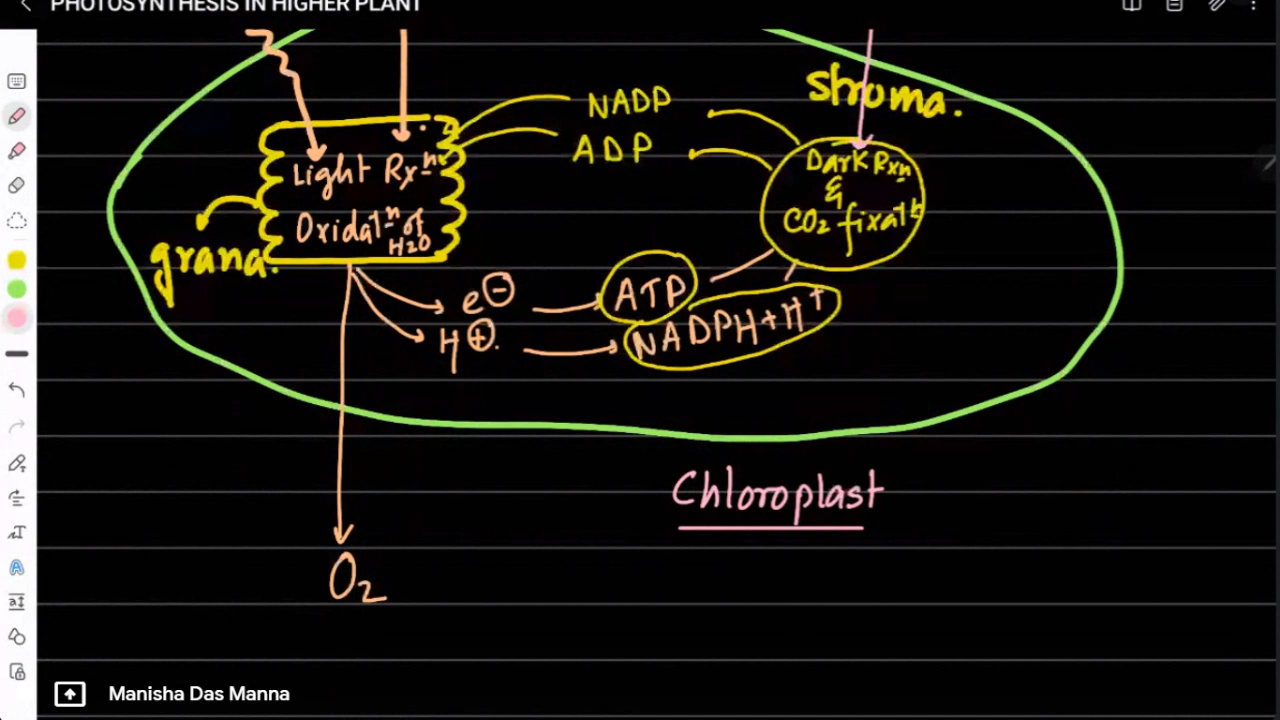 PHOTOSYNTHESIS IN HIGHER PLANT
stroma.
NADP
ADP
Light Rxn
Oxidatn of
H2O
Dark Rxn
&
CO2 fixatn
grana.
e⊖
H⊕.
ATP
NADPH+H+
Chloroplast
O2
Manisha Das Manna